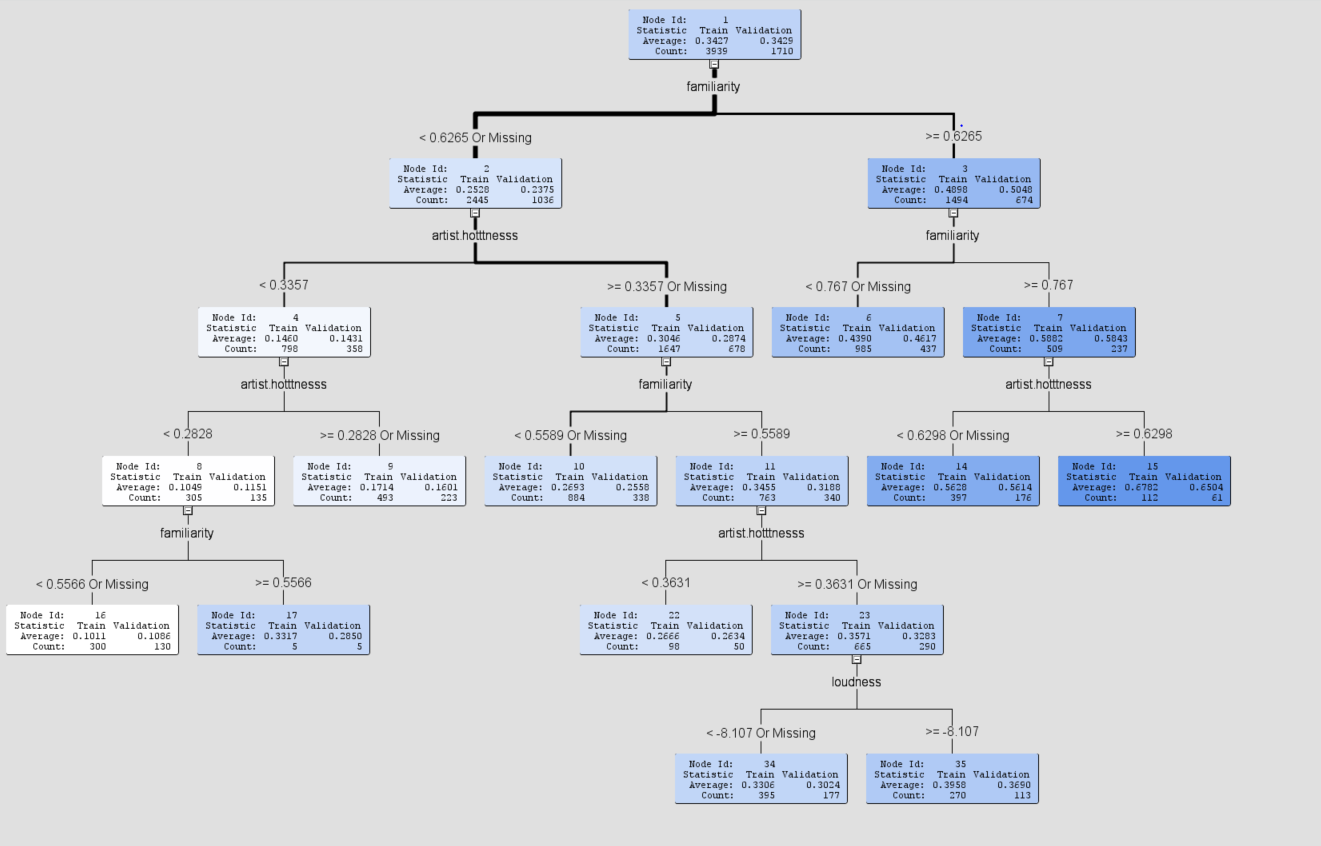 Node Id: 1
Statistic Train Validation
Average: 0.3427 0.3429
Count: 3939 1710
familiarity
< 0.6265 Or Missing
>= 0.6265
Node Id: 2
Statistic Train Validation
Average: 0.2528 0.2375
Count: 2445 1036
Node Id: 3
Statistic Train Validation
Average: 0.4898 0.5048
Count: 1494 674
artist.hotttnesss
familiarity
< 0.3357
>= 0.3357 Or Missing
< 0.767 Or Missing
>= 0.767
Node Id: 4
Statistic Train Validation
Average: 0.1460 0.1431
Count: 798 358
Node Id: 5
Statistic Train Validation
Average: 0.3046 0.2874
Count: 1647 678
Node Id: 6
Statistic Train Validation
Average: 0.4390 0.4617
Count: 985 437
Node Id: 7
Statistic Train Validation
Average: 0.5882 0.5843
Count: 509 237
artist.hotttnesss
familiarity
artist.hotttnesss
< 0.2828
>= 0.2828 Or Missing
< 0.5589 Or Missing
>= 0.5589
< 0.6298 Or Missing
>= 0.6298
Node Id: 8
Statistic Train Validation
Average: 0.1049 0.1151
Count: 305 135
Node Id: 9
Statistic Train Validation
Average: 0.1714 0.1601
Count: 493 223
Node Id: 10
Statistic Train Validation
Average: 0.2693 0.2558
Count: 884 338
Node Id: 11
Statistic Train Validation
Average: 0.3455 0.3188
Count: 763 340
Node Id: 14
Statistic Train Validation
Average: 0.5628 0.5614
Count: 397 176
Node Id: 15
Statistic Train Validation
Average: 0.6782 0.6504
Count: 112 61
familiarity
artist.hotttnesss
< 0.5566 Or Missing
>= 0.5566
< 0.3631
>= 0.3631 Or Missing
Node Id: 16
Statistic Train Validation
Average: 0.1011 0.1086
Count: 300 130
Node Id: 17
Statistic Train Validation
Average: 0.3317 0.2850
Count: 5 5
Node Id: 22
Statistic Train Validation
Average: 0.2666 0.2634
Count: 98 50
Node Id: 23
Statistic Train Validation
Average: 0.3571 0.3283
Count: 665 290
loudness
< -8.107 Or Missing
>= -8.107
Node Id: 34
Statistic Train Validation
Average: 0.3306 0.3024
Count: 395 177
Node Id: 35
Statistic Train Validation
Average: 0.3958 0.3690
Count: 270 113